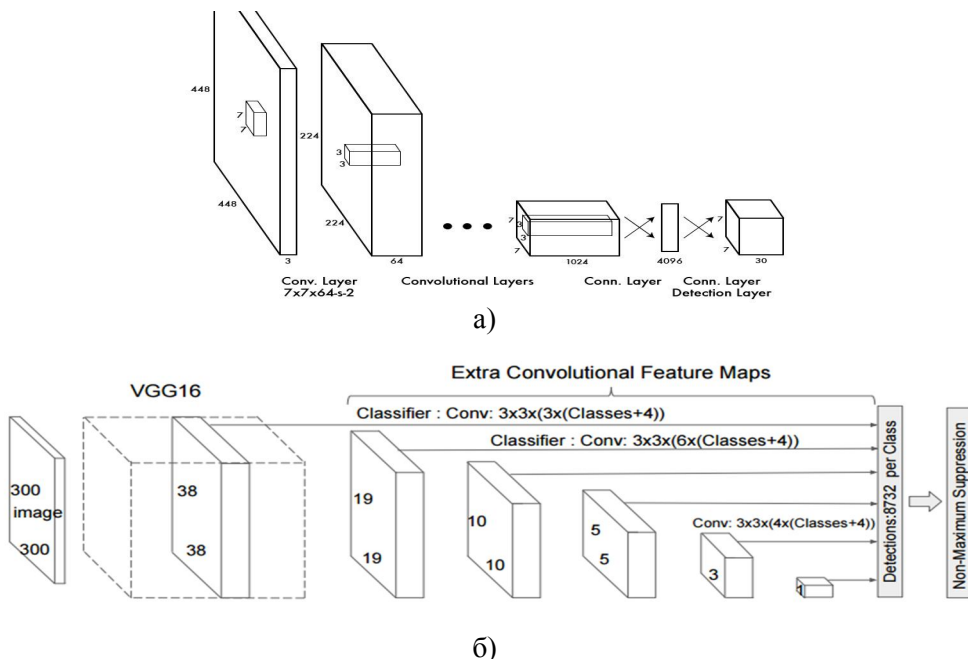 448
7
7
448
3
224
3
3
224
64
7
3
3
7
1024
4096
7
7
30
Conv. Layer
7x7x64-s-2
Convolutional Layers
Conn. Layer
Conn. Layer
Detection Layer
а)
VGG16
Extra Convolutional Feature Maps
Classifier : Conv: 3x3x(3x(Classes+4))
Classifier : Conv: 3x3x(6x(Classes+4))
Conv: 3x3x(4x(Classes+4))
300
image
300
38
38
19
19
10
10
5
5
3
1
Detections:8732 per Class
Non-Maximum Suppression
б)